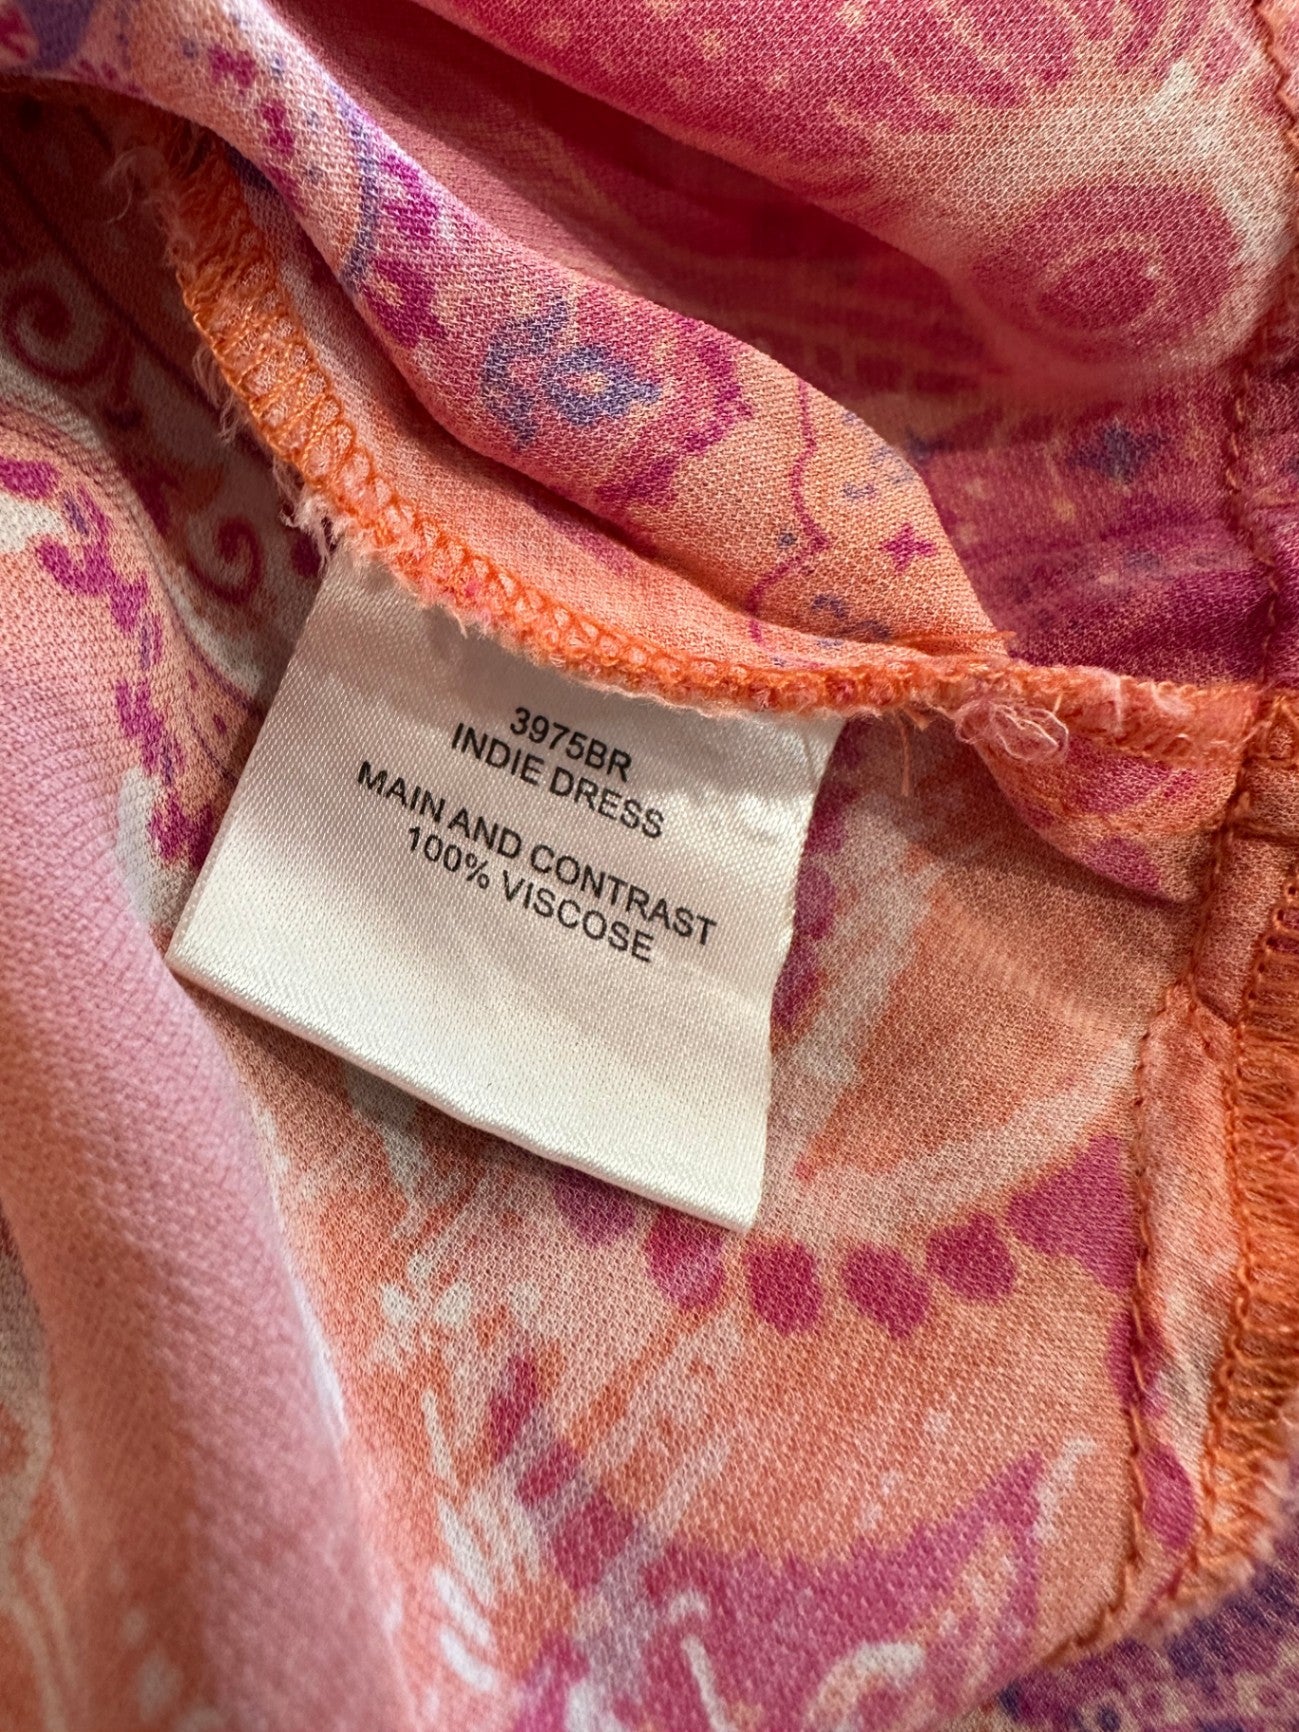 3975BR
INDIE DRESS
MAIN AND CONTRAST
100% VISCOSE